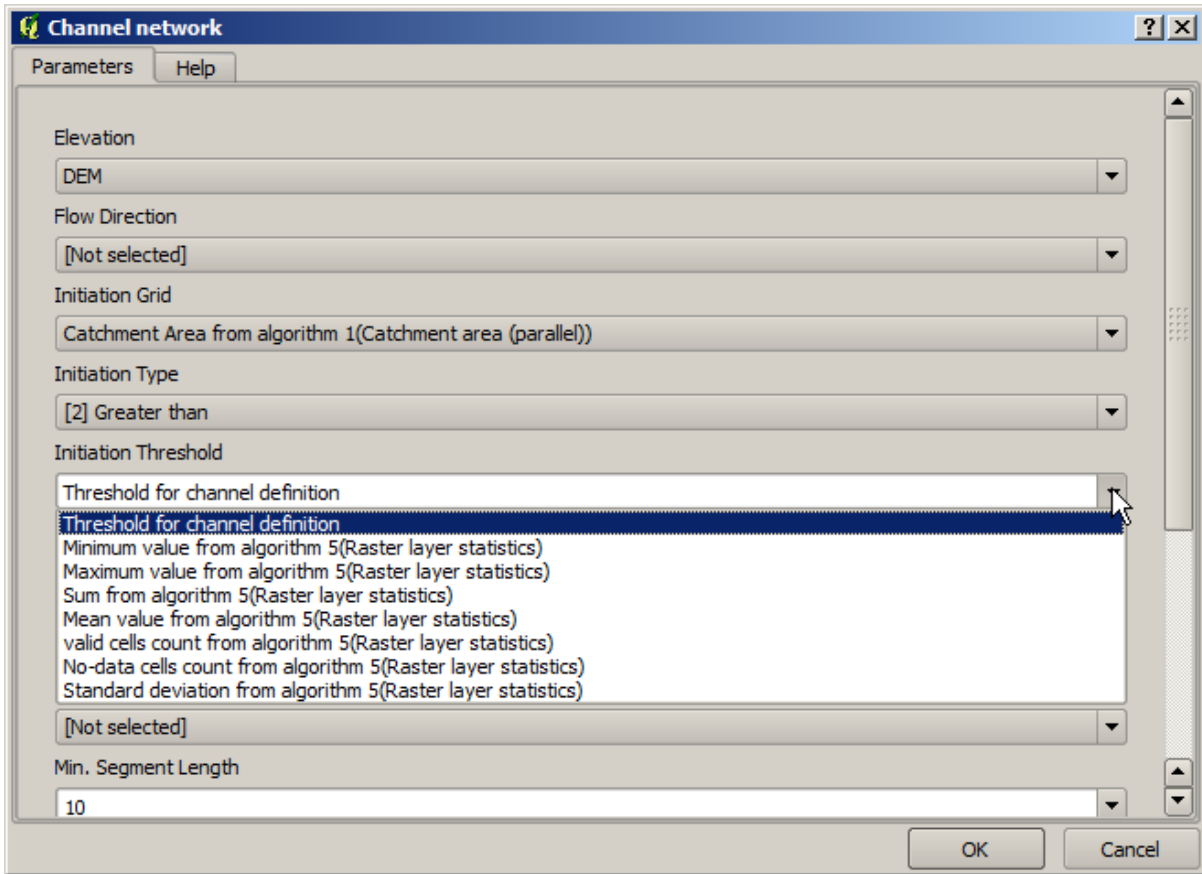 Channel network
Parameters
Help
Elevation
DEM
Flow Direction
[Not selected]
Initiation Grid
Catchment Area from algorithm 1(Catchment area (parallel))
Initiation Type
[2] Greater than
Initiation Threshold
Threshold for channel definition
Threshold for channel definition
Minimum value from algorithm 5(Raster layer statistics)
Maximum value from algorithm 5(Raster layer statistics)
Sum from algorithm 5(Raster layer statistics)
Mean value from algorithm 5(Raster layer statistics)
valid cells count from algorithm 5(Raster layer statistics)
No-data cells count from algorithm 5(Raster layer statistics)
Standard deviation from algorithm 5(Raster layer statistics)
[Not selected]
Min. Segment Length
10
OK
Cancel